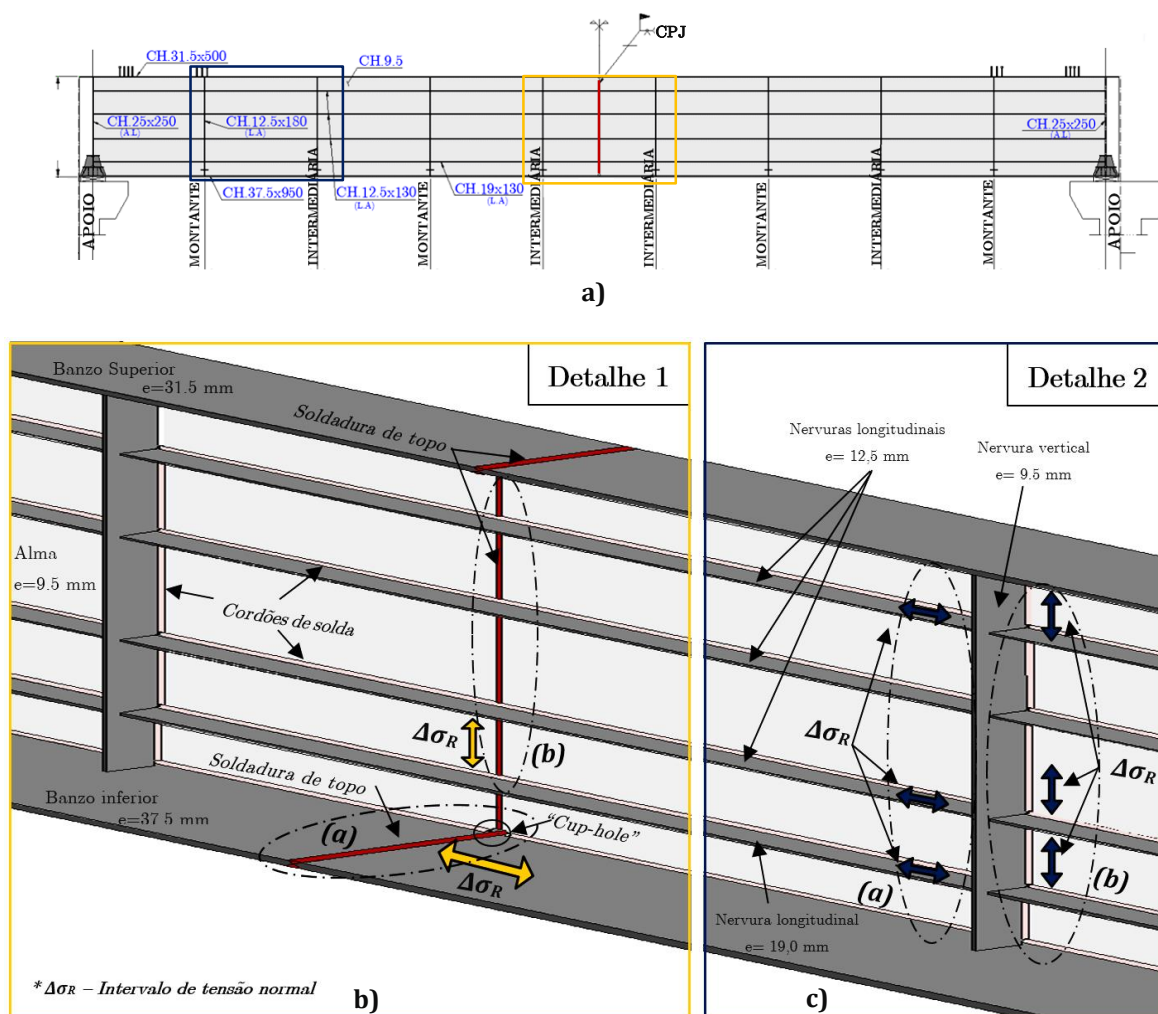 CPJ
CH.31.5x500
CH.9.5
CH.25x250
(A.L)
CH.12.5x180
(L.A)
CH.25x250
(A.L)
CH.37.5x950
CH.12.5x130
(L.A)
CH.19x130
(L.A)
APOIO
MONTANTE
INTERMEDIÁRIA
MONTANTE
INTERMEDIÁRIA
INTERMEDIÁRIA
MONTANTE
INTERMEDIÁRIA
MONTANTE
APOIO
a)
Detalhe 1
Banzo Superior
e=31.5 mm
Soldadura de topo
Alma
e=9.5 mm
Cordões de solda
ΔσR
(b)
Soldadura de topo
Banzo inferior
e=37.5 mm
(a)
“Cup-hole”
ΔσR
*ΔσR – Intervalo de tensão normal
b)
Detalhe 2
Nervuras longitudinais
e= 12,5 mm
Nervura vertical
e= 9.5 mm
ΔσR
ΔσR
(a)
(b)
Nervura longitudinal
e= 19,0 mm
c)